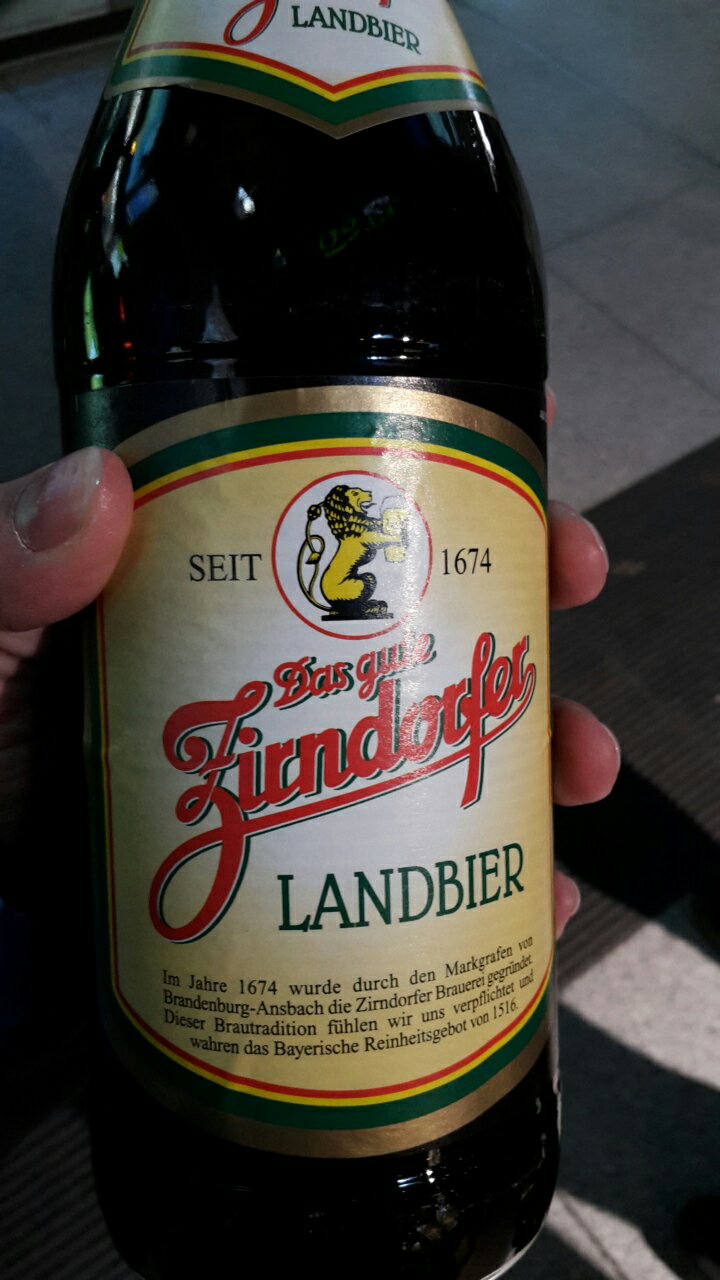 LANDBIER
SEIT 1674
Das gute
Zirndorfer
LANDBIER
Im Jahre 1674 wurde durch den Markgrafen von
Brandenburg-Ansbach die Zirndorfer Brauerei gegründet.
Dieser Brautradition fühlen wir uns verpflichtet und
wahren das Bayerische Reinheitsgebot von 1516.